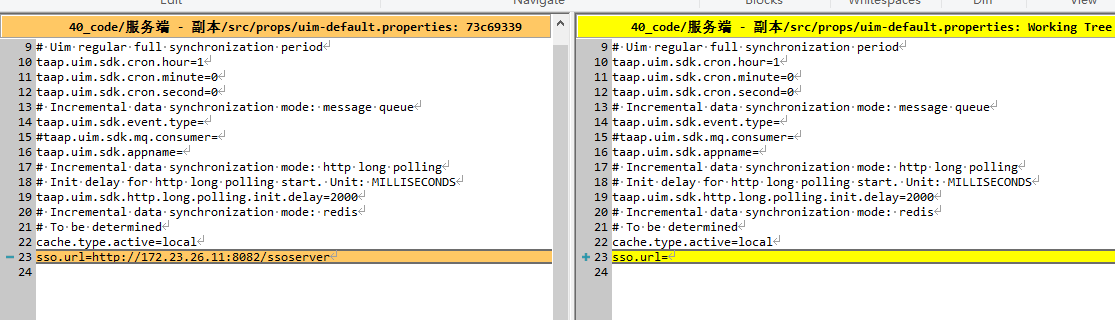 Edit Navigate Blocks Whitespaces Diff View
40_code/服务端 - 副本/src/props/uim-default.properties: 73c69339
9 # Uim regular full synchronization period
10 taap.uim.sdk.cron.hour=1
11 taap.uim.sdk.cron.minute=0
12 taap.uim.sdk.cron.second=0
13 # Incremental data synchronization mode: message queue
14 taap.uim.sdk.event.type=
15 #taap.uim.sdk.mq.consumer=
16 taap.uim.sdk.appname=
17 # Incremental data synchronization mode: http long polling
18 # Init delay for http long polling start. Unit: MILLISECONDS
19 taap.uim.sdk.http.long.polling.init.delay=2000
20 # Incremental data synchronization mode: redis
21 # To be determined
22 cache.type.active=local
23 sso.url=http://172.23.26.11:8082/ssoserver
24
40_code/服务端 - 副本/src/props/uim-default.properties: Working Tree
9 # Uim regular full synchronization period
10 taap.uim.sdk.cron.hour=1
11 taap.uim.sdk.cron.minute=0
12 taap.uim.sdk.cron.second=0
13 # Incremental data synchronization mode: message queue
14 taap.uim.sdk.event.type=
15 #taap.uim.sdk.mq.consumer=
16 taap.uim.sdk.appname=
17 # Incremental data synchronization mode: http long polling
18 # Init delay for http long polling start. Unit: MILLISECONDS
19 taap.uim.sdk.http.long.polling.init.delay=2000
20 # Incremental data synchronization mode: redis
21 # To be determined
22 cache.type.active=local
23 sso.url=
24